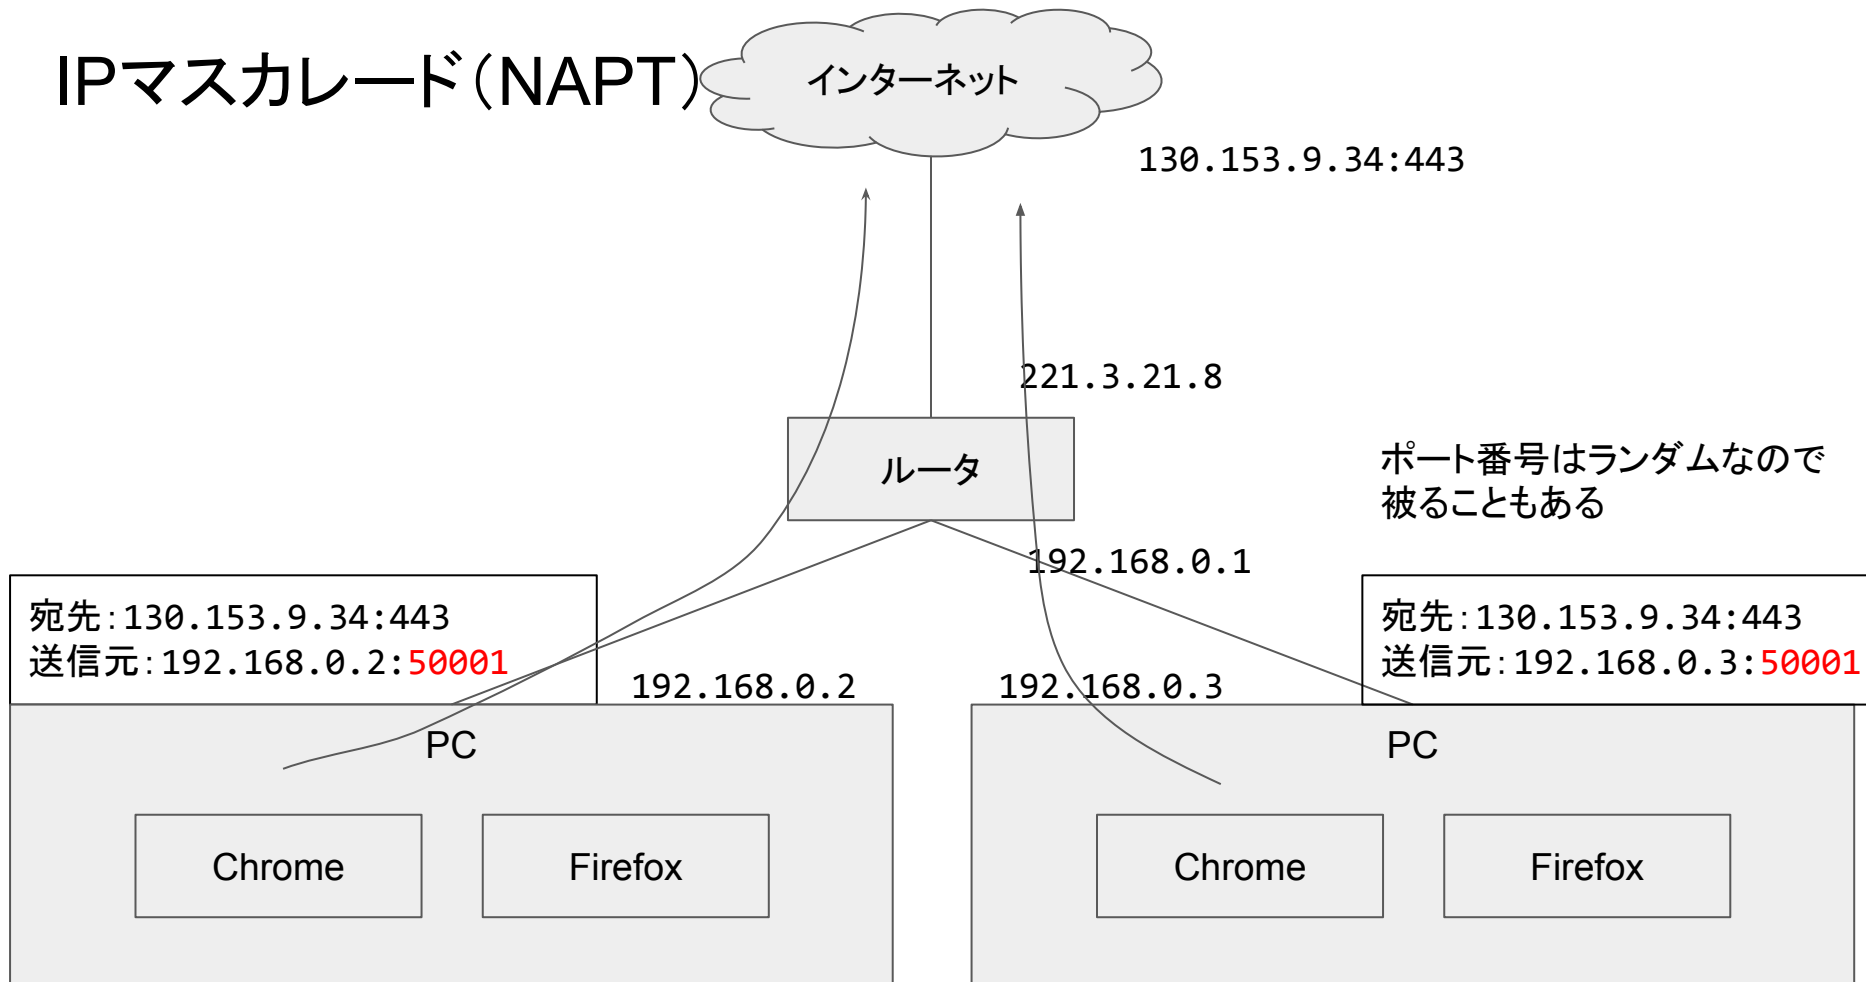 IPマスカレード（NAPT）
インターネット
130.153.9.34:443
221.3.21.8
ルータ
ポート番号はランダムなので
被ることもある
192.168.0.1
宛先：130.153.9.34:443
送信元：192.168.0.2:50001
192.168.0.2
192.168.0.3
宛先：130.153.9.34:443
送信元：192.168.0.3:50001
PC
Chrome
Firefox
PC
Chrome
Firefox